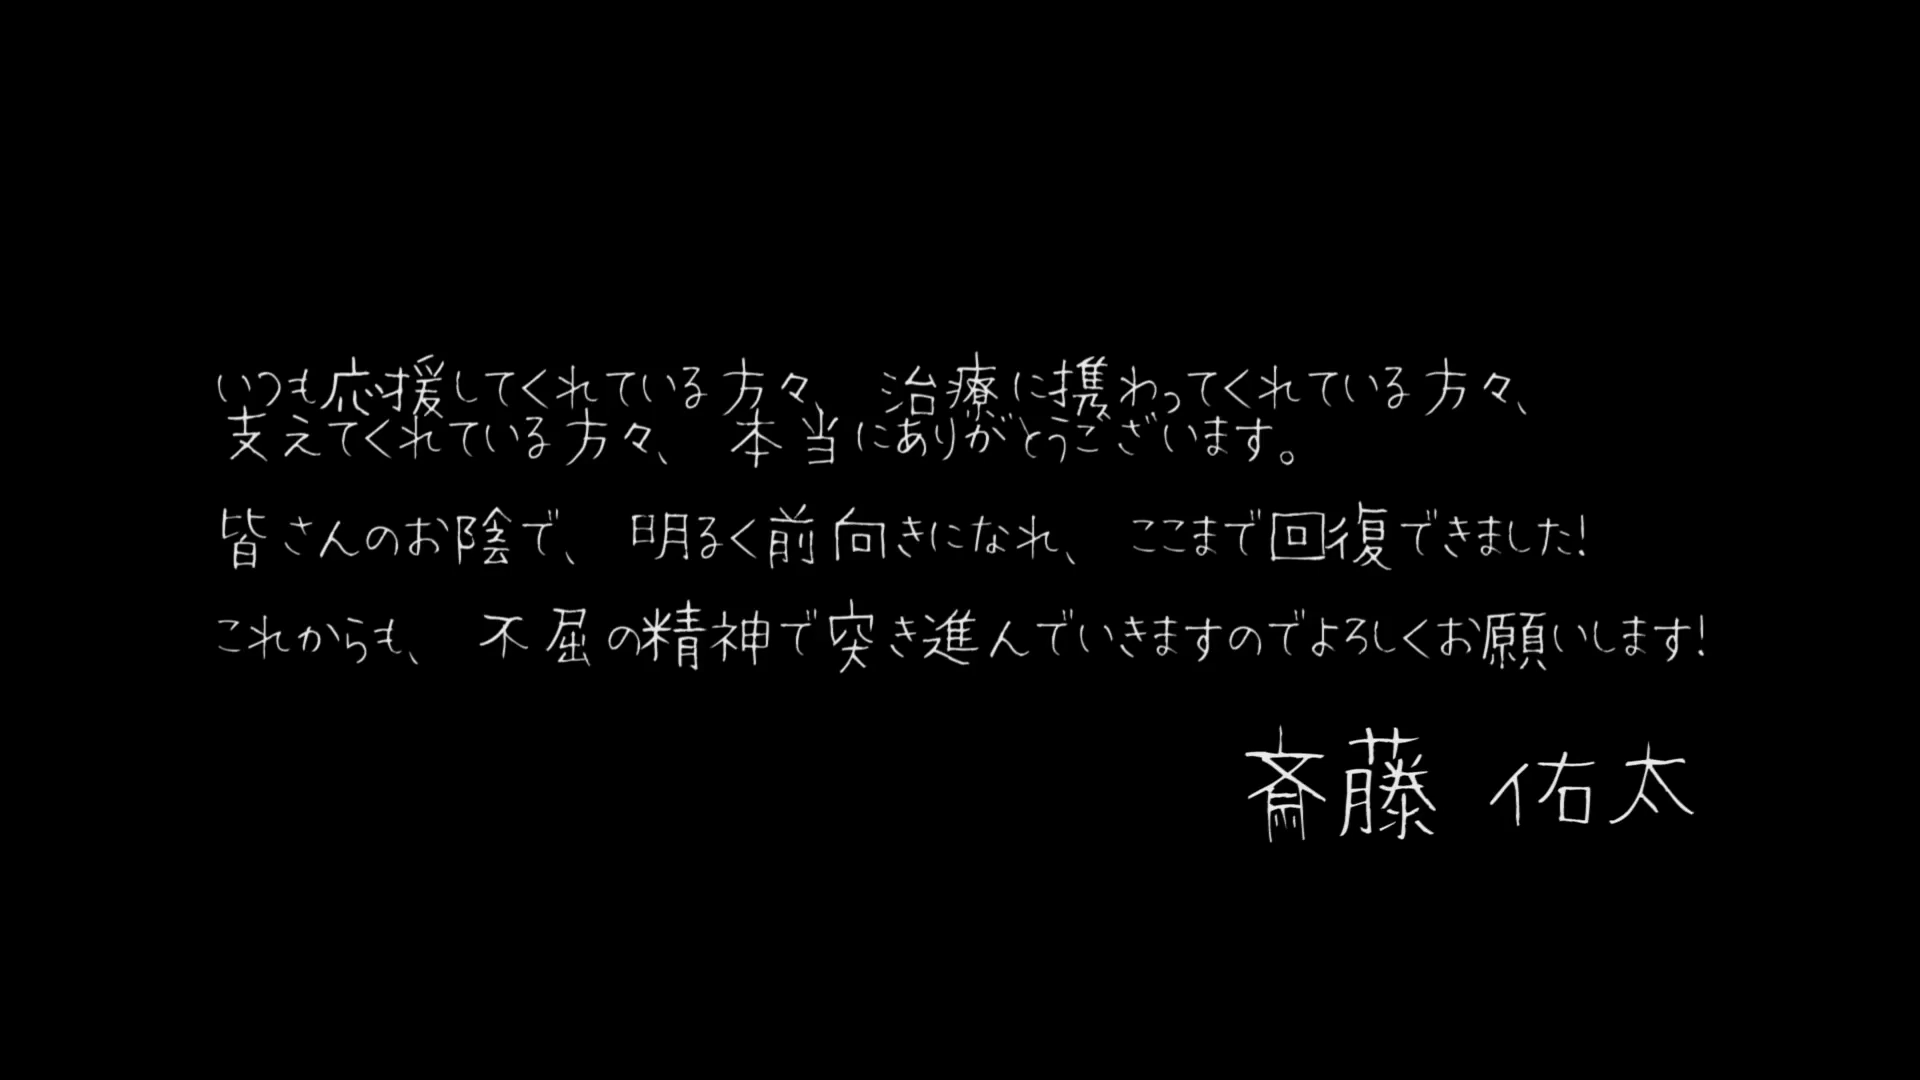 いつも応援してくれている方々、治療に携わってくれている方々、
支えてくれている方々、本当にありがとうございます。
皆さんのお陰で、明るく前向きになれ、ここまで回復できました!
これからも、不屈の精神で突き進んでいきますのでよろしくお願いします!
斎藤 佑太